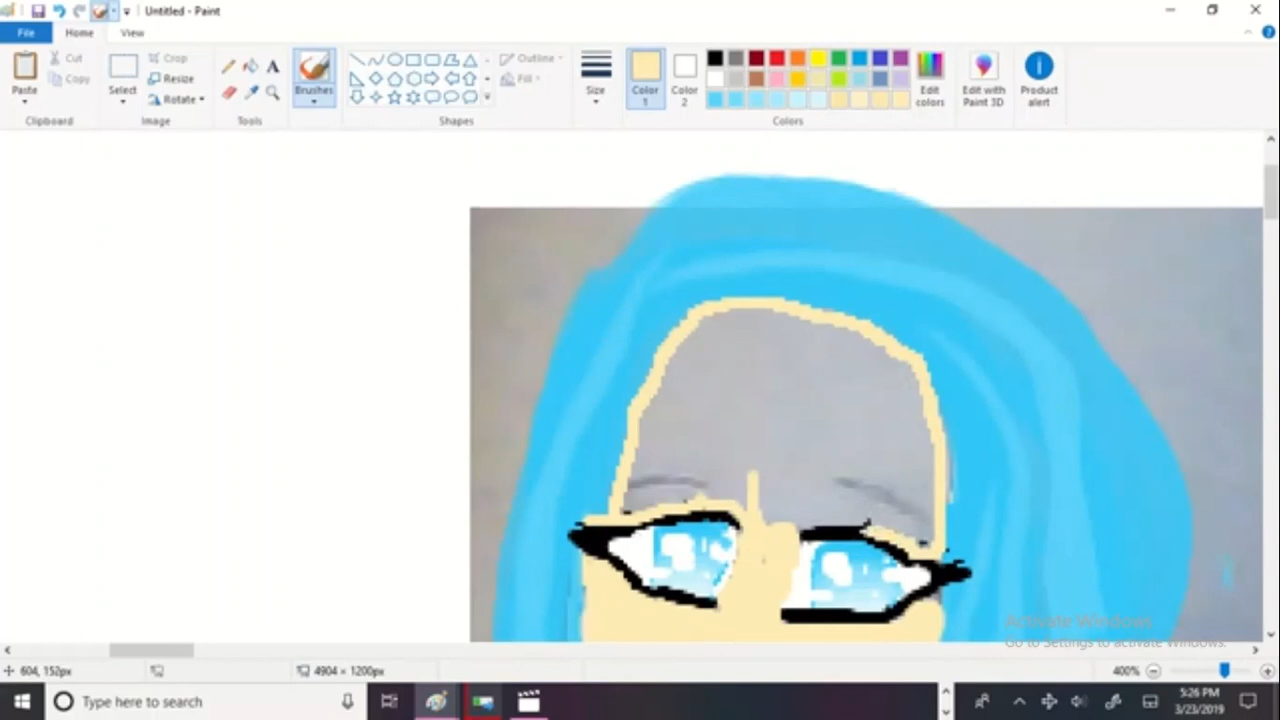 Untitled - Paint
File Home View
Paste
Cut
Copy
Clipboard
Select
Crop
Resize
Rotate
Image
Tools
Brushes
Shapes
Outline
Fill
Size
Color
1
Color
2
Colors
Edit
colors
Edit with
Paint 3D
Product
alert
Activate Windows
Go to Settings to activate Windows.
604, 152px
4904 × 1200px
400%
Type here to search
5:26 PM
3/23/2019